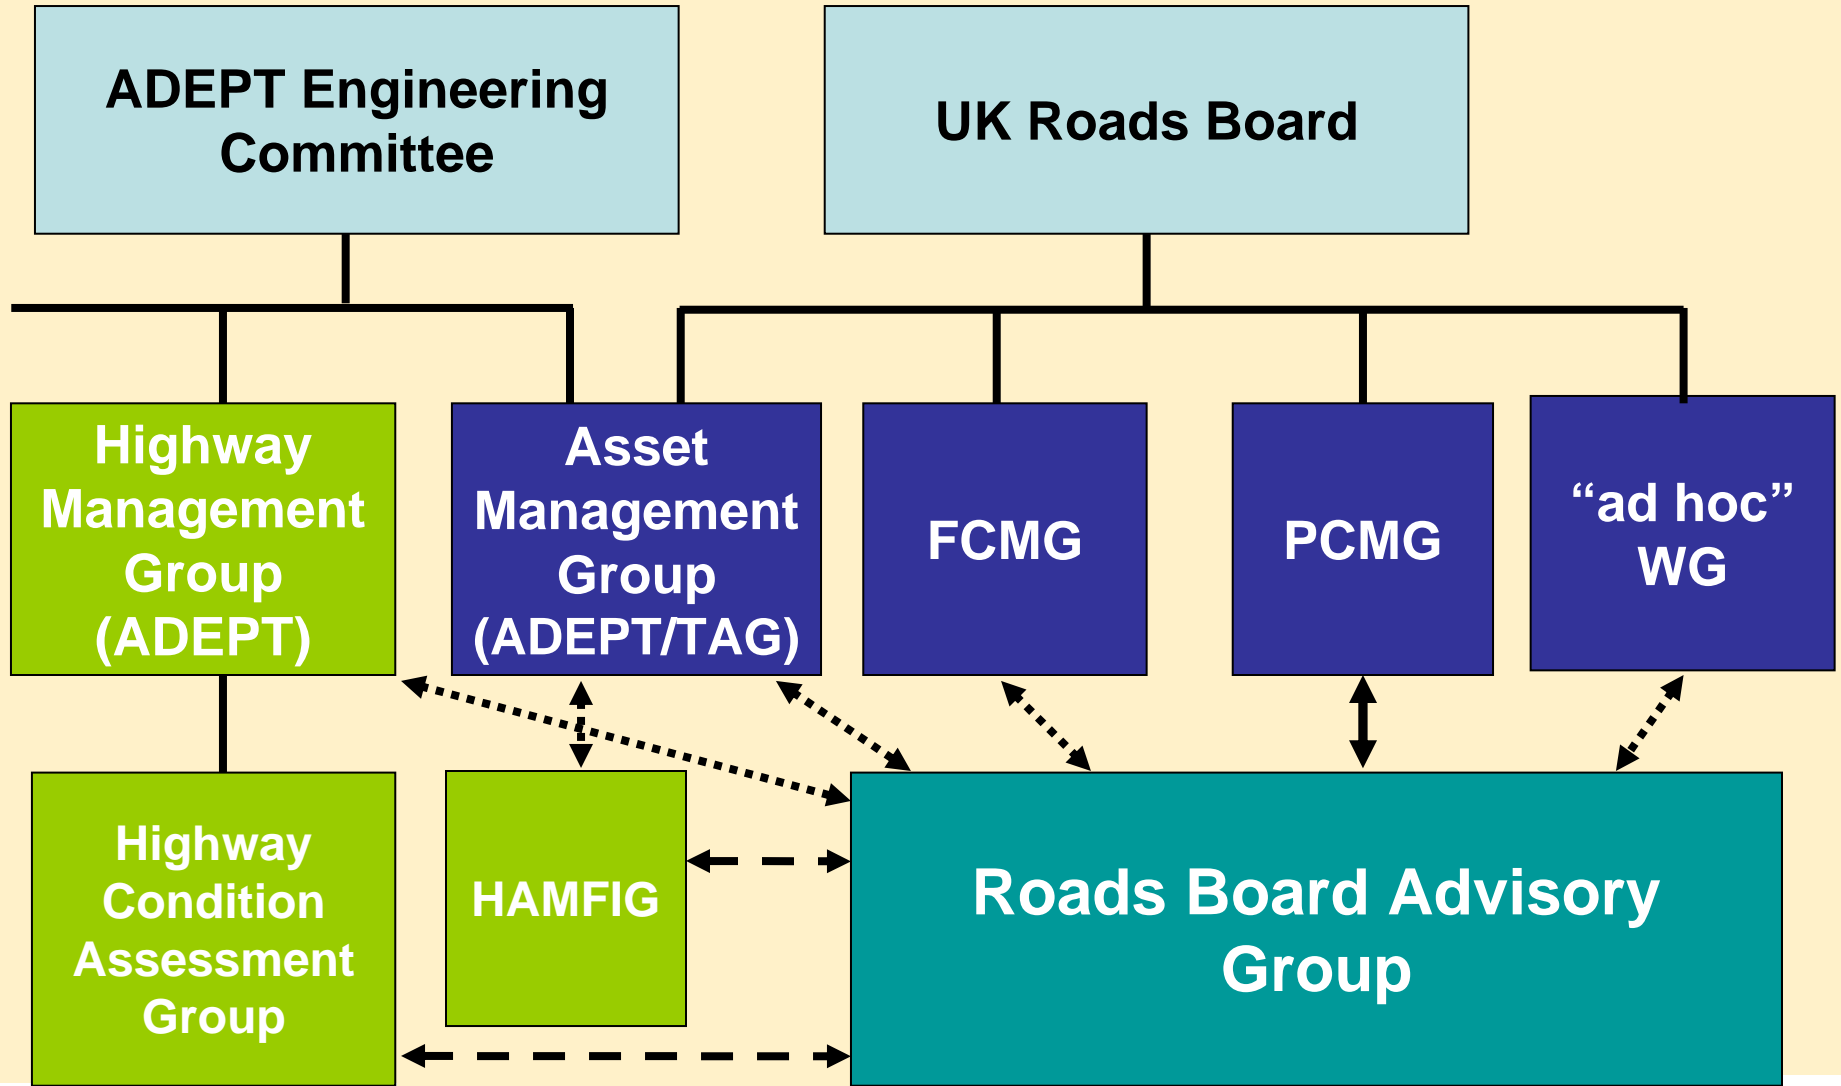 ADEPT Engineering
Committee
UK Roads Board
Highway
Management
Group
(ADEPT)
Asset
Management
Group
(ADEPT/TAG)
FCMG
PCMG
“ad hoc”
WG
Highway
Condition
Assessment
Group
HAMFIG
Roads Board Advisory
Group